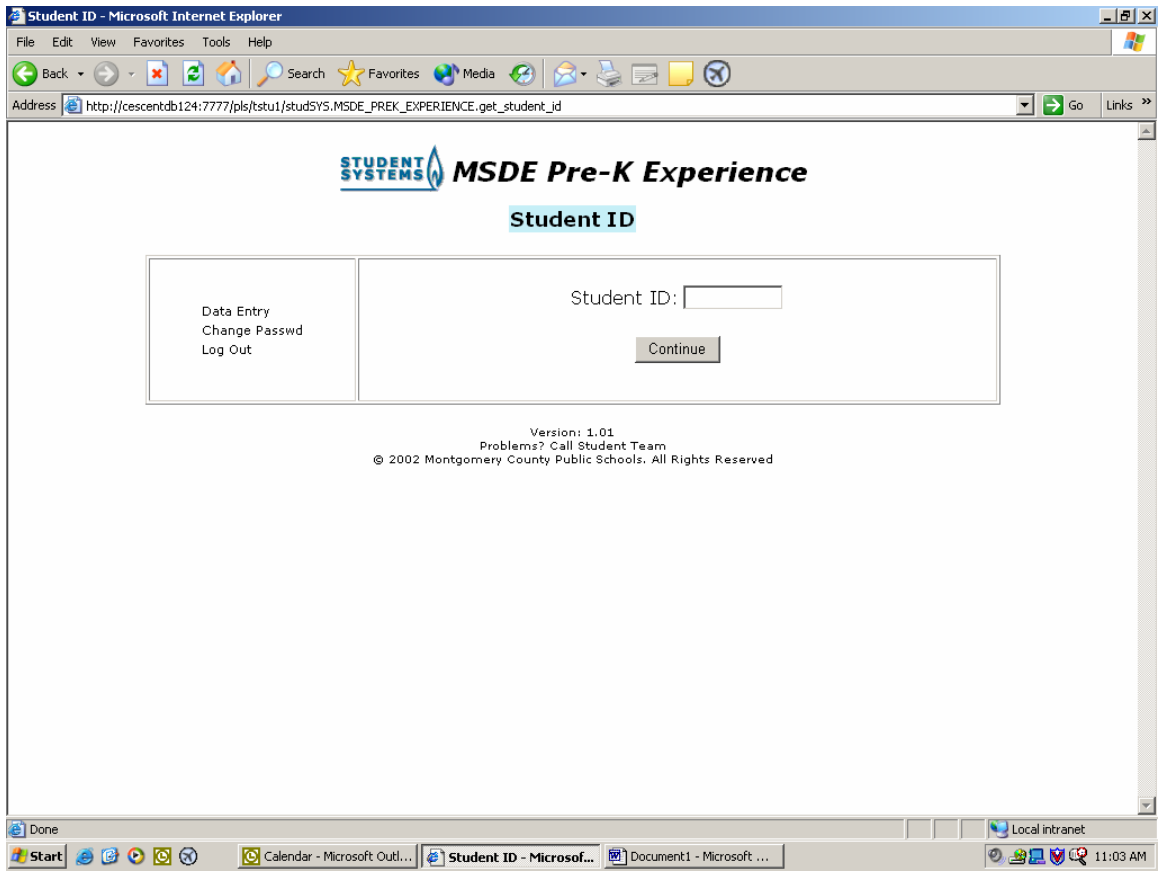 Student ID - Microsoft Internet Explorer
File Edit View Favorites Tools Help
Back Search Favorites Media
Address http://cescentdb124:7777/pls/tstu1/studSYS.MSDE_PREK_EXPERIENCE.get_student_id Go Links »
STUDENT SYSTEMS MSDE Pre-K Experience
Student ID
Student ID:
Data Entry
Change Passwd
Log Out
Continue
Version: 1.01
Problems? Call Student Team
© 2002 Montgomery County Public Schools. All Rights Reserved
Done Local intranet
Start Calendar - Microsoft Outl... Student ID - Microsof... Document1 - Microsoft ... 11:03 AM